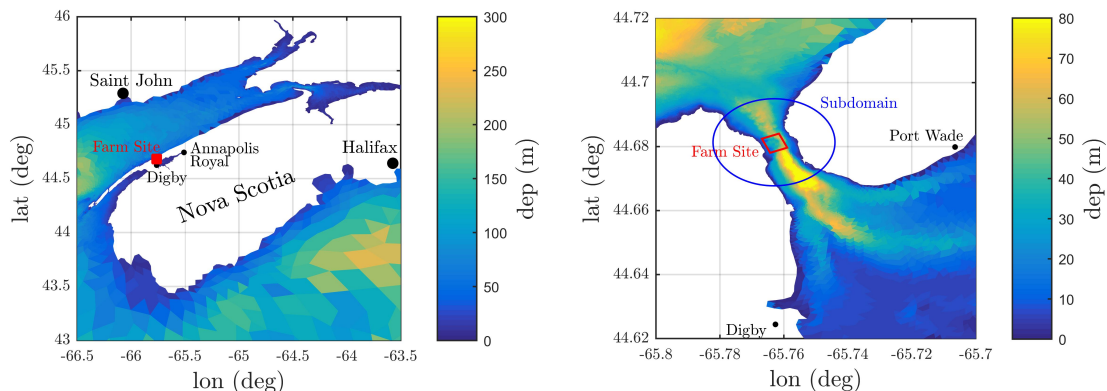 46
45.5
45
44.5
44
43.5
43
lat (deg)
-66.5
-66
-65.5
-65
-64.5
-64
-63.5
lon (deg)
Saint John
Farm Site
Annapolis
Royal
Digby
Halifax
Nova Scotia
300
250
200
150
100
50
0
dep (m)
44.72
44.7
44.68
44.66
44.64
44.62
lat (deg)
-65.8
-65.78
-65.76
-65.74
-65.72
-65.7
lon (deg)
Subdomain
Port Wade
Farm Site
Digby
80
70
60
50
40
30
20
10
0
dep (m)